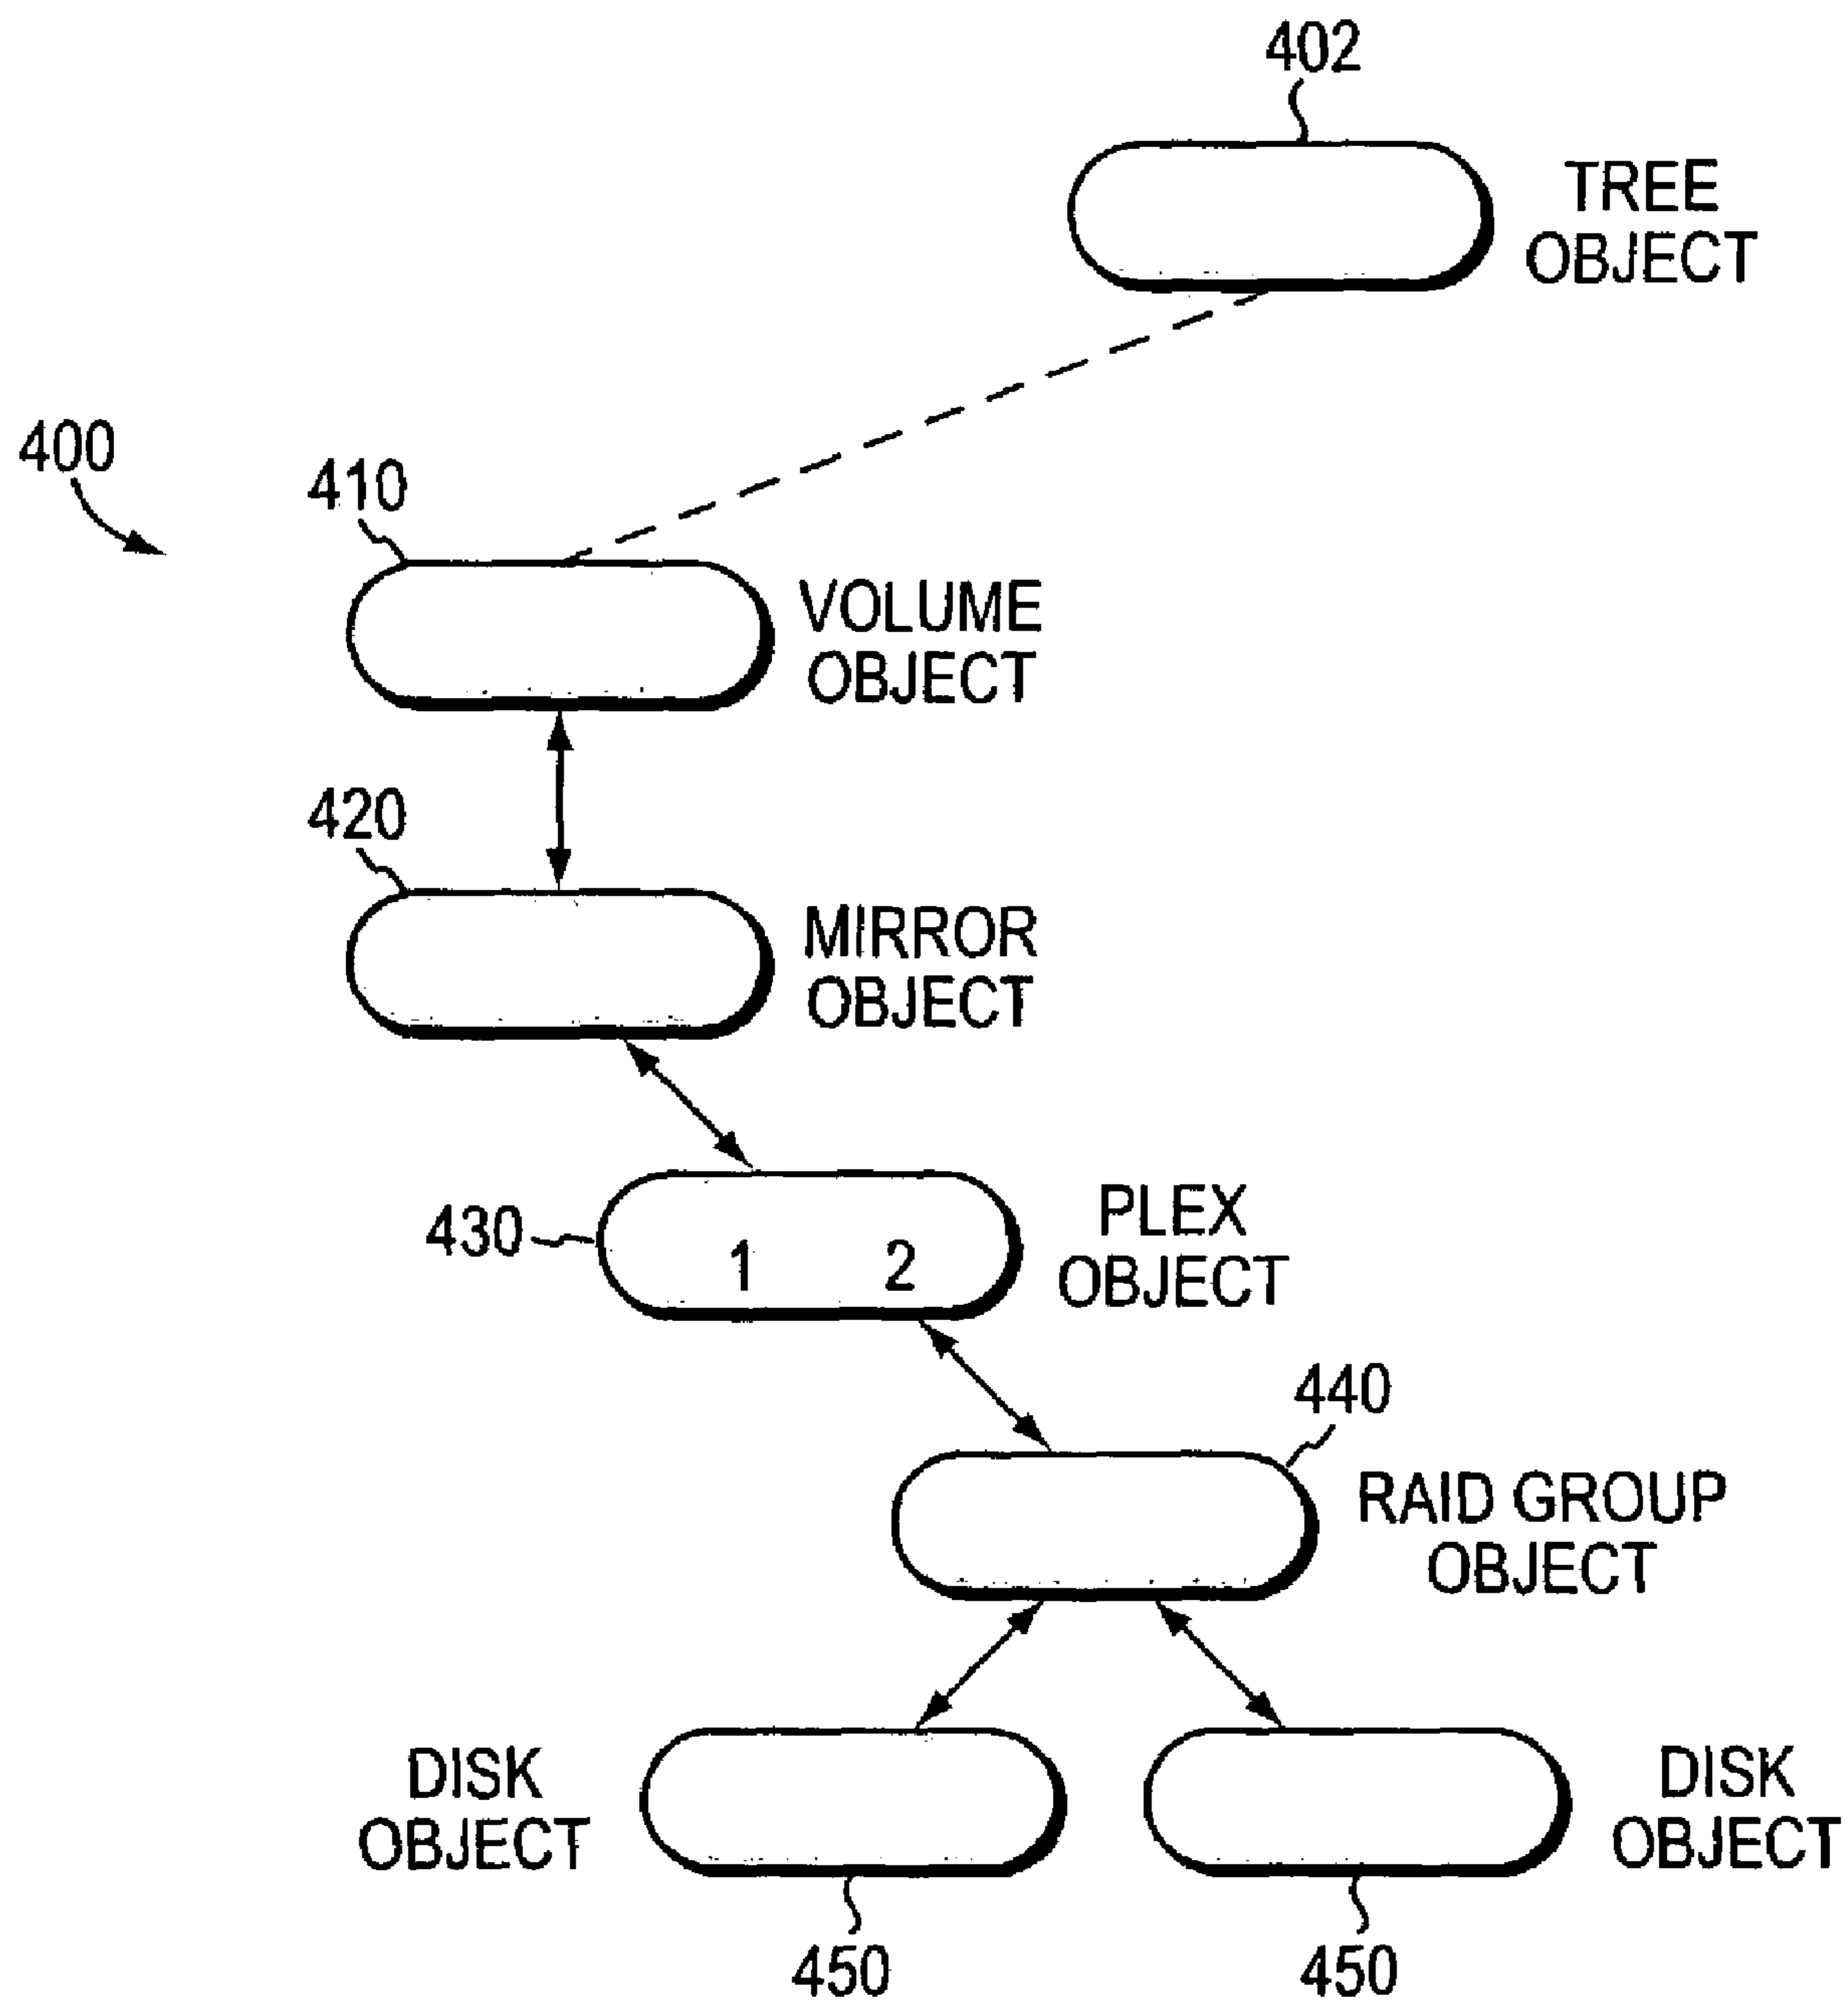 402
TREE
OBJECT
400
410
VOLUME
OBJECT
420
MIRROR
OBJECT
430
1 2
PLEX
OBJECT
440
RAID GROUP
OBJECT
DISK
OBJECT
DISK
OBJECT
450
450